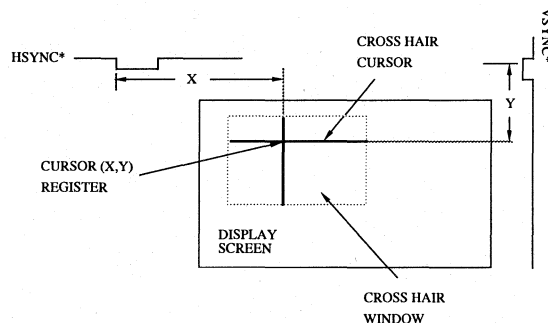 VSYNC*
HSYNC*
X
CROSS HAIR
CURSOR
Y
CURSOR (X,Y)
REGISTER
DISPLAY
SCREEN
CROSS HAIR
WINDOW